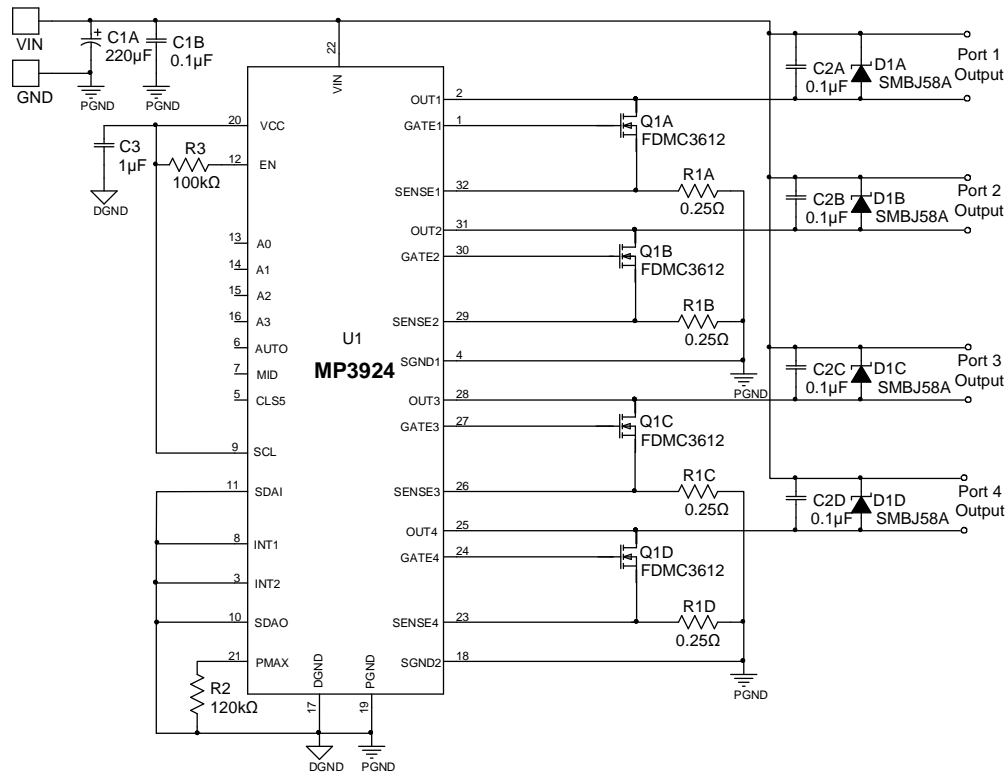 VIN
GND
C1A
220µF
+
C1B
0.1µF
PGND
PGND
22
VIN
C2A
0.1µF
D1A
SMBJ58A
Port 1
Output
OUT1
2
GATE1
1
Q1A
FDMC3612
20
VCC
C3
1µF
DGND
R3
100kΩ
12
EN
SENSE1
32
R1A
0.25Ω
C2B
0.1µF
D1B
SMBJ58A
Port 2
Output
OUT2
31
GATE2
30
Q1B
FDMC3612
13
A0
14
A1
15
A2
16
A3
6
AUTO
7
MID
5
CLS5
U1
MP3924
SENSE2
29
R1B
0.25Ω
SGND1
4
PGND
C2C
0.1µF
D1C
SMBJ58A
Port 3
Output
OUT3
28
GATE3
27
Q1C
FDMC3612
9
SCL
11
SDAI
8
INT1
3
INT2
10
SDAO
21
PMAX
SENSE3
26
R1C
0.25Ω
C2D
0.1µF
D1D
SMBJ58A
Port 4
Output
OUT4
25
GATE4
24
Q1D
FDMC3612
SENSE4
23
R1D
0.25Ω
SGND2
18
PGND
R2
120kΩ
DGND
17
PGND
19
DGND
PGND